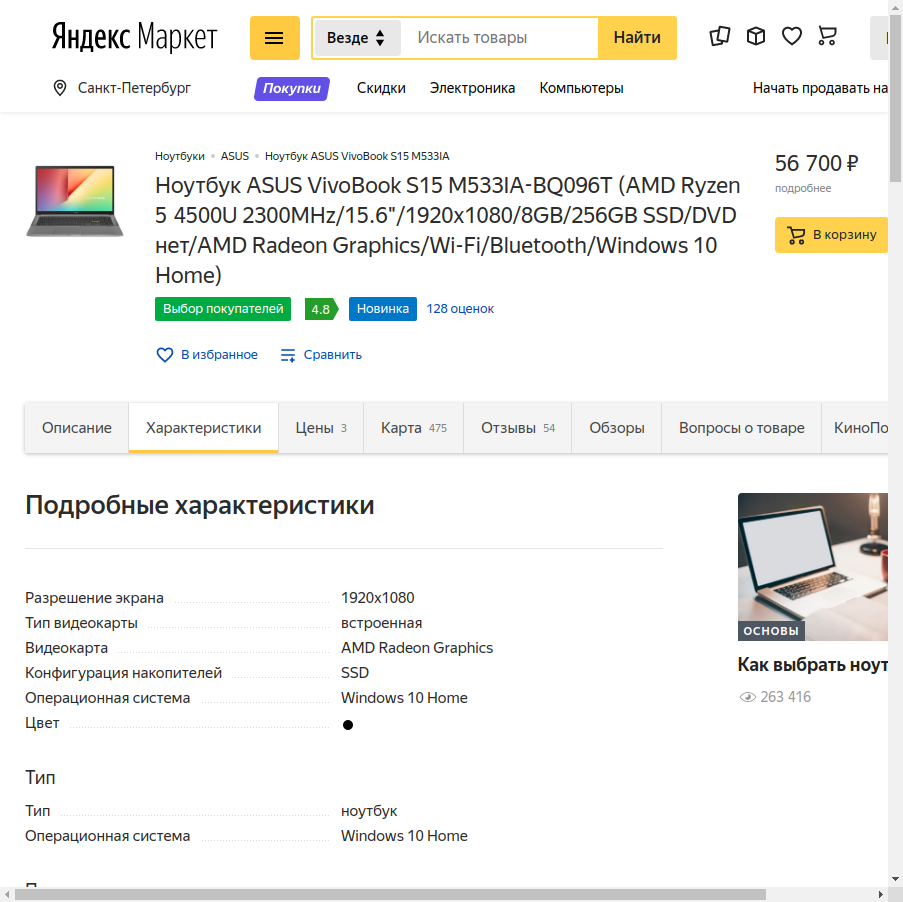 Яндекс Маркет
Везде
Искать товары
Найти
Санкт-Петербург
Покупки
Скидки
Электроника
Компьютеры
Начать продавать на
Ноутбуки • ASUS • Ноутбук ASUS VivoBook S15 M533IA
Ноутбук ASUS VivoBook S15 M533IA-BQ096T (AMD Ryzen
5 4500U 2300MHz/15.6"/1920x1080/8GB/256GB SSD/DVD
нет/AMD Radeon Graphics/Wi-Fi/Bluetooth/Windows 10
Home)
56 700 ₽
подробнее
В корзину
Выбор покупателей
4.8
Новинка
128 оценок
В избранное
Сравнить
Описание
Характеристики
Цены 3
Карта 475
Отзывы 54
Обзоры
Вопросы о товаре
КиноПо
Подробные характеристики
Разрешение экрана 1920x1080
Тип видеокарты встроенная
Видеокарта AMD Radeon Graphics
Конфигурация накопителей SSD
Операционная система Windows 10 Home
Цвет
ОСНОВЫ
Как выбрать ноут
263 416
Тип
Тип ноутбук
Операционная система Windows 10 Home